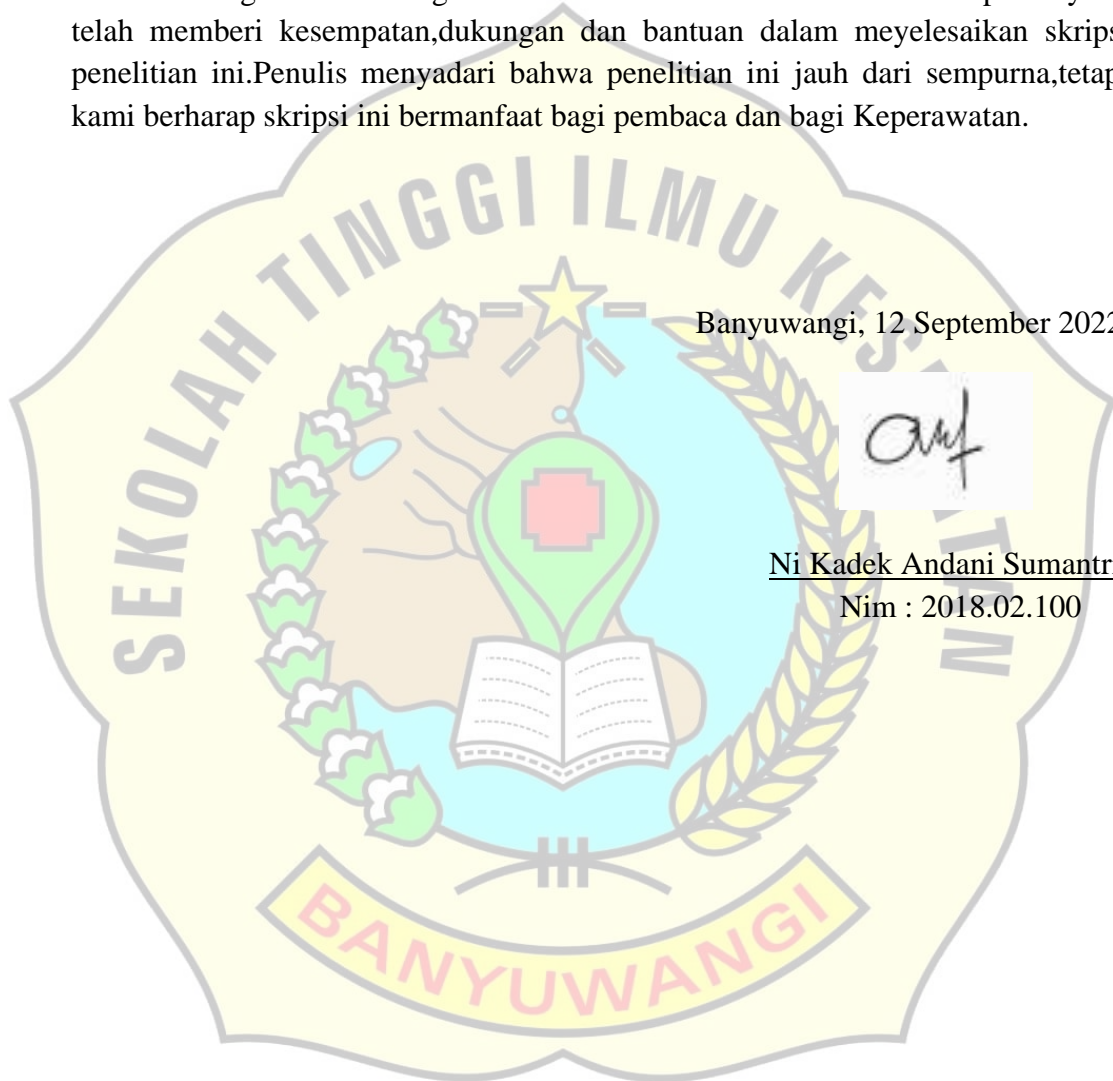 telah memberi kesempatan,dukungan dan bantuan dalam meyelesaikan skrips
penelitian ini.Penulis menyadari bahwa penelitian ini jauh dari sempurna,tetap
kami berharap skripsi ini bermanfaat bagi pembaca dan bagi Keperawatan.
SEKOLAH TINGGI ILMU KESEHATAN
Banyuwangi, 12 September 2022
Ni Kadek Andani Sumantri
Nim : 2018.02.100
BANYUWANGI